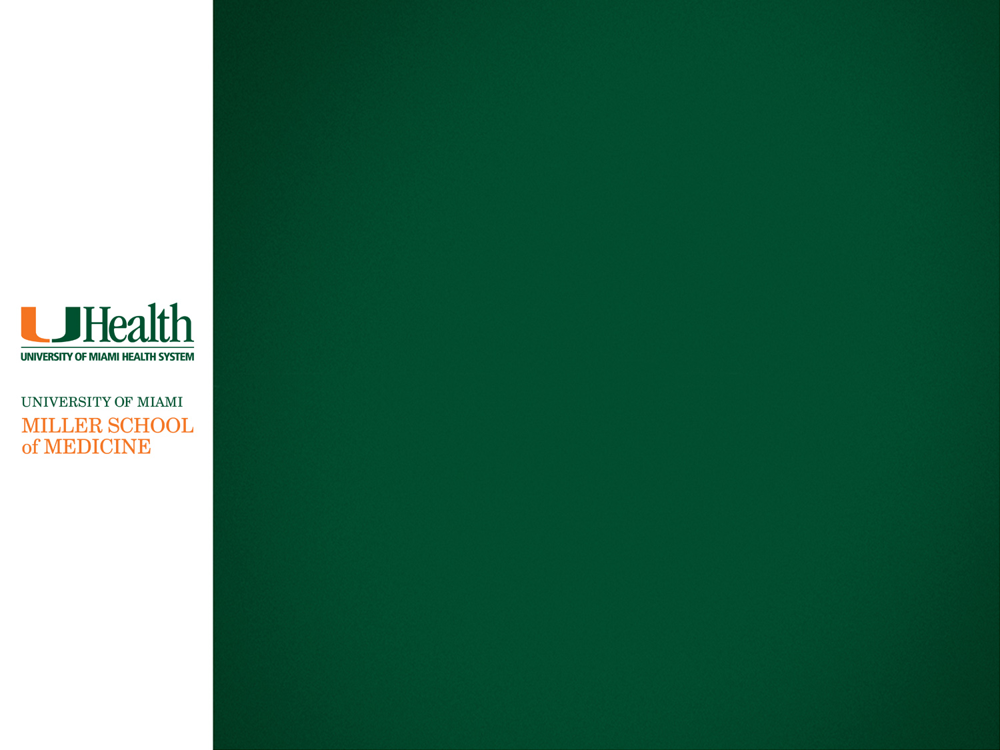 UHealth
UNIVERSITY OF MIAMI HEALTH SYSTEM
UNIVERSITY OF MIAMI
MILLER SCHOOL
of MEDICINE